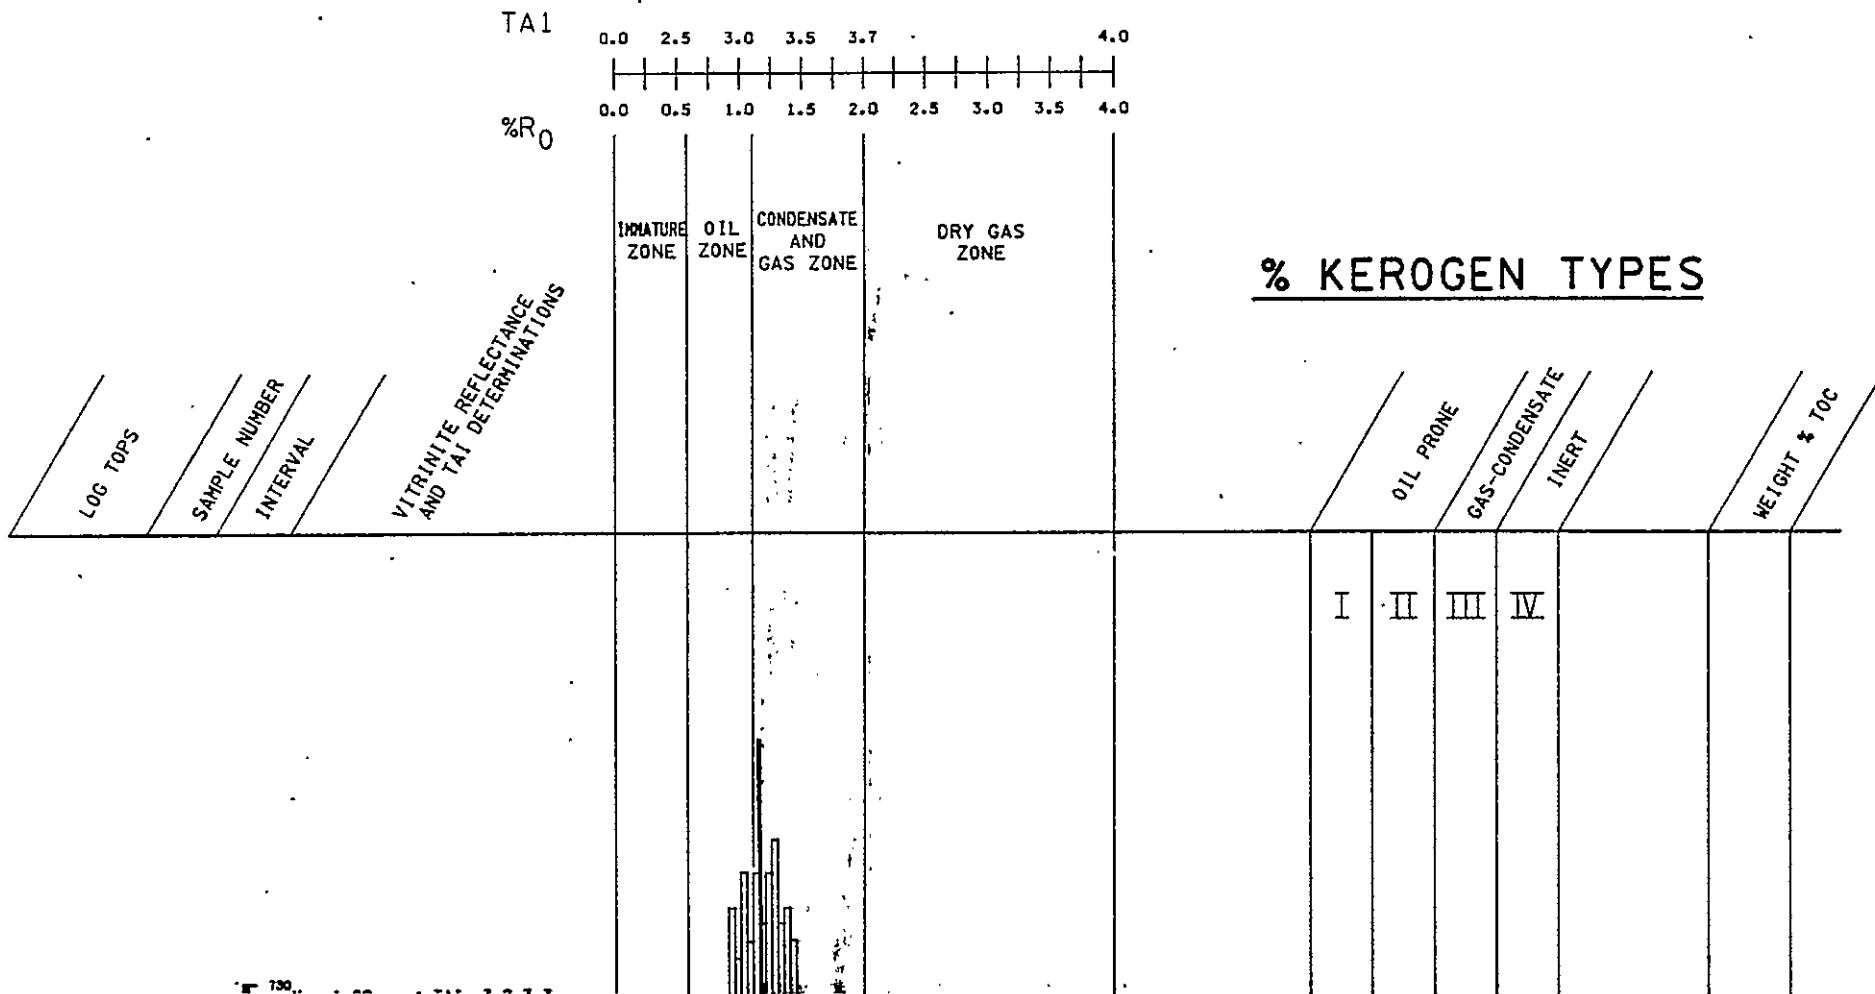 TAI
0.0 2.5 3.0 3.5 3.7 4.0
0.0 0.5 1.0 1.5 2.0 2.5 3.0 3.5 4.0
%R0
IMMATURE
ZONE
OIL
ZONE
CONDENSATE
AND
GAS ZONE
DRY GAS
ZONE
% KEROGEN TYPES
LOG TOPS
SAMPLE NUMBER
INTERVAL
VITRINITE REFLECTANCE
AND TAI DETERMINATIONS
OIL PRONE
GAS-CONDENSATE
INERT
WEIGHT % TOC
I II III IV
730